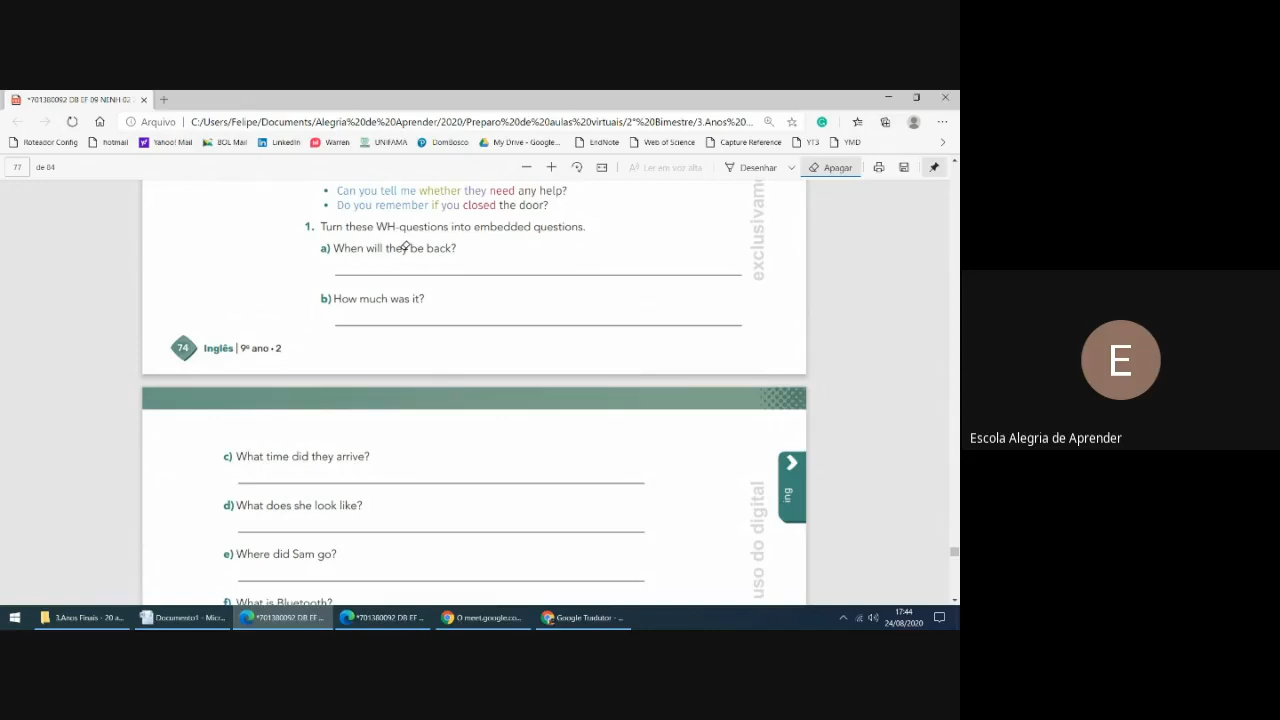 *701380092 DB EF 09 NENH 02
Arquivo | C:/Users/Felipe/Documents/Alegria%20de%20Aprender/2020/Preparo%20de%20aulas%20virtuais/2°%20Bimestre/3.Anos%20...
Roteador Config hotmail Yahoo! Mail BOL Mail LinkedIn Warren UNIFAMA DomBosco My Drive - Google... EndNote Web of Science Capture Reference YT3 YMD
77 de 84 Ler em voz alta Desenhar Apagar
• Can you tell me whether they need any help?
• Do you remember if you closed the door?
1. Turn these WH-questions into embedded questions.
a) When will they be back?
b) How much was it?
74 Inglês | 9º ano • 2
exclusivam
c) What time did they arrive?
d) What does she look like?
e) Where did Sam go?
f) What is Bluetooth?
ing
uso do digital
E
Escola Alegria de Aprender
3.Anos Finais - 20 a... Documento1 - Micr... *701380092 DB EF ... *701380092 DB EF ... O meet.google.co... Google Tradutor - ...
17:44
24/08/2020